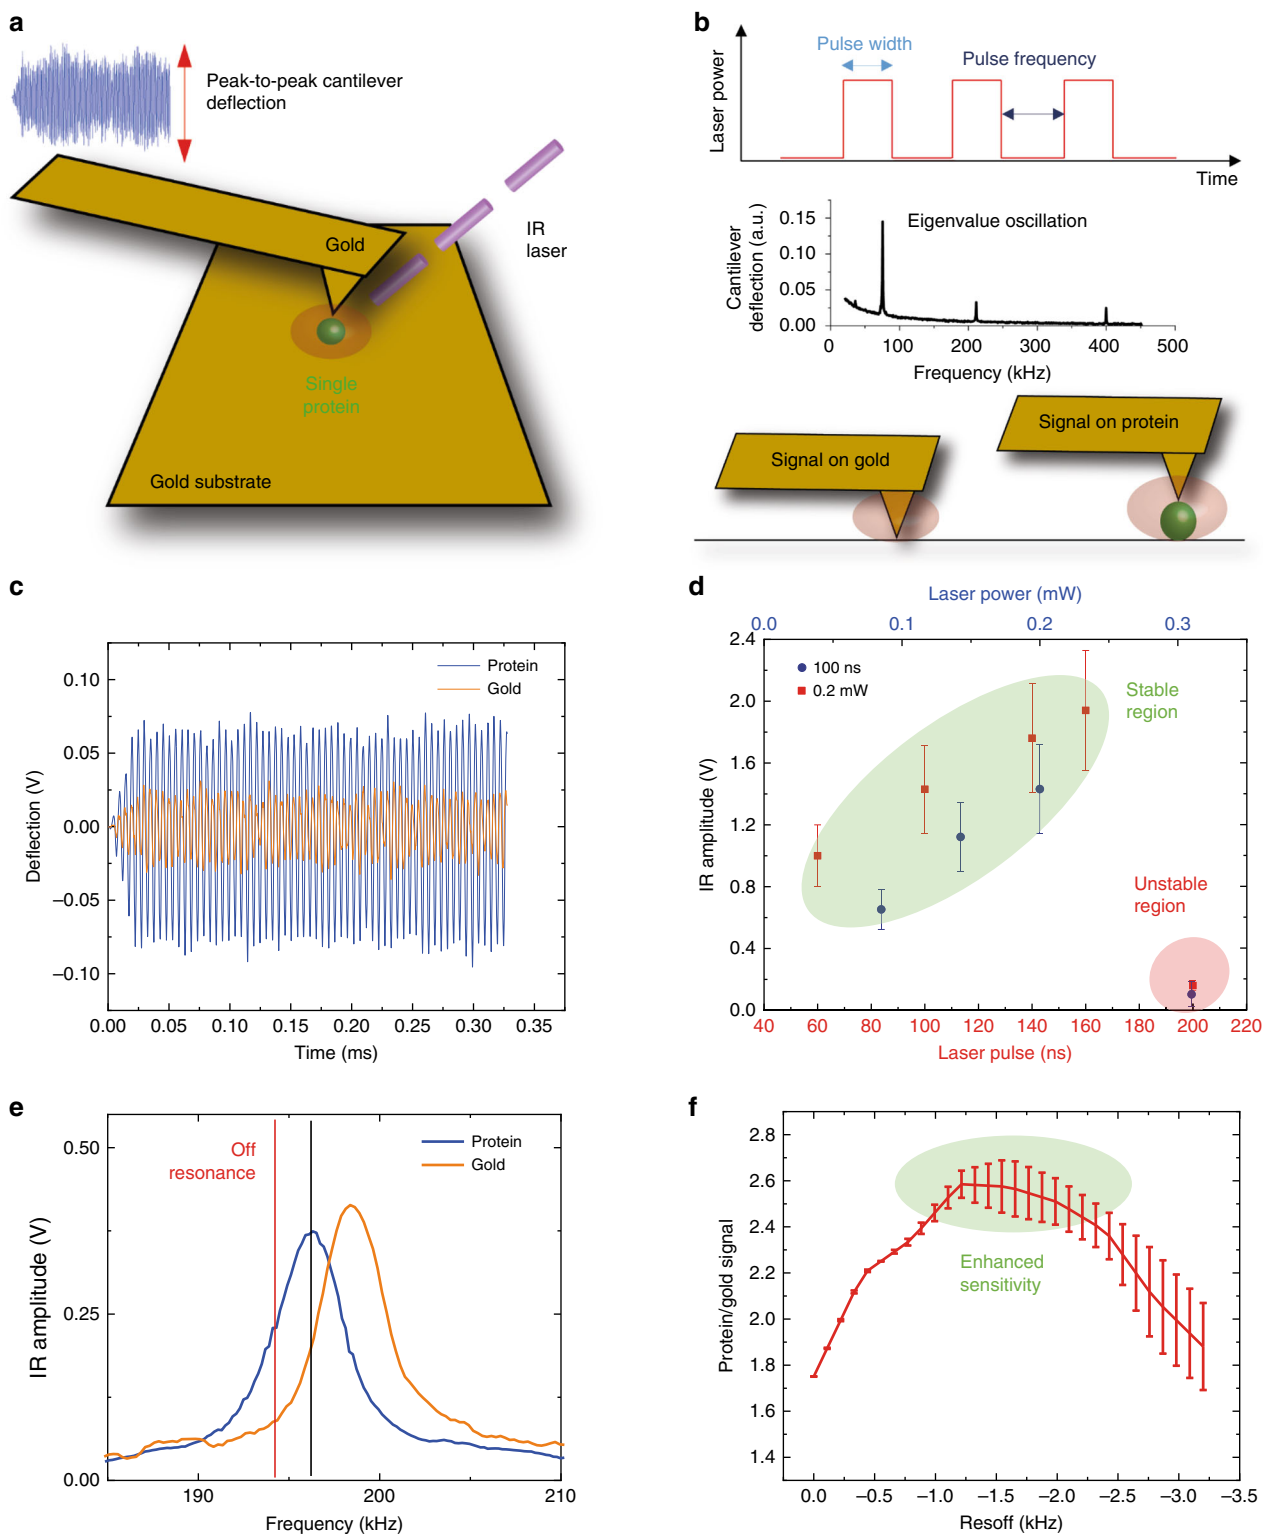 a
Peak-to-peak cantilever
deflection
IR
laser
Gold
Single
protein
Gold substrate
b
Laser power
Pulse width
Pulse frequency
Time
Cantilever
deflection (a.u.)
0.15
0.10
0.05
0.00
Eigenvalue oscillation
0 100 200 300 400 500
Frequency (kHz)
Signal on gold
Signal on protein
c
Deflection (V)
0.10
0.05
0.00
–0.05
–0.10
Protein
Gold
0.00 0.05 0.10 0.15 0.20 0.25 0.30 0.35
Time (ms)
d
Laser power (mW)
0.0 0.1 0.2 0.3
IR amplitude (V)
2.4
2.0
1.6
1.2
0.8
0.4
0.0
100 ns
0.2 mW
Stable
region
Unstable
region
40 60 80 100 120 140 160 180 200 220
Laser pulse (ns)
e
IR amplitude (V)
0.50
0.25
0.00
Off
resonance
Protein
Gold
190 200 210
Frequency (kHz)
f
Protein/gold signal
2.8
2.6
2.4
2.2
2.0
1.8
1.6
1.4
Enhanced
sensitivity
0.0 –0.5 –1.0 –1.5 –2.0 –2.5 –3.0 –3.5
Resoff (kHz)